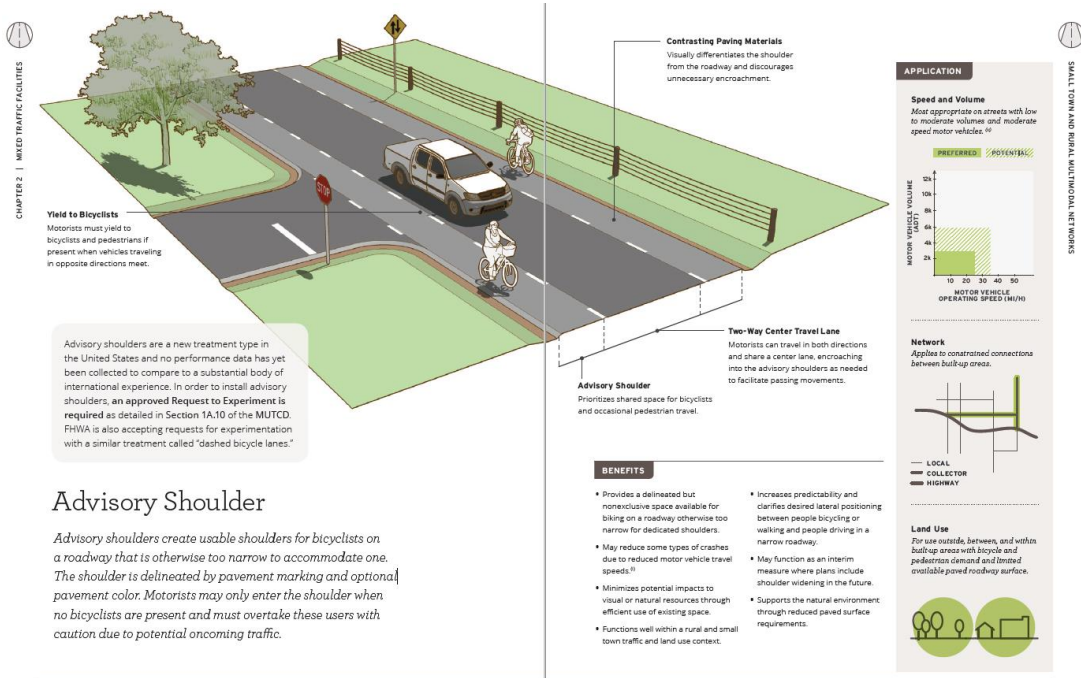 CHAPTER 2 | MIXED TRAFFIC FACILITIES
STOP
Yield to Bicyclists
Motorists must yield to
bicyclists and pedestrians if
present when vehicles traveling
in opposite directions meet.
Advisory shoulders are a new treatment type in
the United States and no performance data has yet
been collected to compare to a substantial body of
international experience. In order to install advisory
shoulders, an approved Request to Experiment is
required as detailed in Section 1A.10 of the MUTCD.
FHWA is also accepting requests for experimentation
with a similar treatment called “dashed bicycle lanes.”
Advisory Shoulder
Advisory shoulders create usable shoulders for bicyclists on
a roadway that is otherwise too narrow to accommodate one.
The shoulder is delineated by pavement marking and optional
pavement color. Motorists may only enter the shoulder when
no bicyclists are present and must overtake these users with
caution due to potential oncoming traffic.
Contrasting Paving Materials
Visually differentiates the shoulder
from the roadway and discourages
unnecessary encroachment.
Two-Way Center Travel Lane
Motorists can travel in both directions
and share a center lane, encroaching
into the advisory shoulders as needed
to facilitate passing movements.
Advisory Shoulder
Prioritizes shared space for bicyclists
and occasional pedestrian travel.
BENEFITS
• Provides a delineated but
nonexclusive space available for
biking on a roadway otherwise too
narrow for dedicated shoulders.
• May reduce some types of crashes
due to reduced motor vehicle travel
speeds.
• Minimizes potential impacts to
visual or natural resources through
efficient use of existing space.
• Functions well within a rural and small
town traffic and land use context.
• Increases predictability and
clarifies desired lateral positioning
between people bicycling or
walking and people driving in a
narrow roadway.
• May function as an interim
measure where plans include
shoulder widening in the future.
• Supports the natural environment
through reduced paved surface
requirements.
APPLICATION
Speed and Volume
Most appropriate on streets with low
to moderate volumes and moderate
speed motor vehicles.
PREFERRED POTENTIAL
MOTOR VEHICLE VOLUME
(ADT)
12k
10k
8k
6k
4k
2k
10 20 30 40 50
MOTOR VEHICLE
OPERATING SPEED (MI/H)
Network
Applies to constrained connections
between built-up areas.
LOCAL
COLLECTOR
HIGHWAY
Land Use
For use outside, between, and within
built-up areas with bicycle and
pedestrian demand and limited
available paved roadway surface.
SMALL TOWN AND RURAL MULTIMODAL NETWORKS